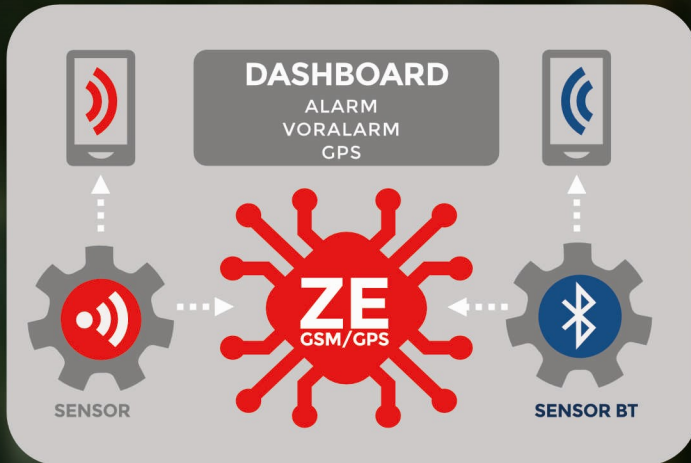 DASHBOARD
ALARM
VORALARM
GPS
ZE
GSM/GPS
SENSOR
SENSOR BT